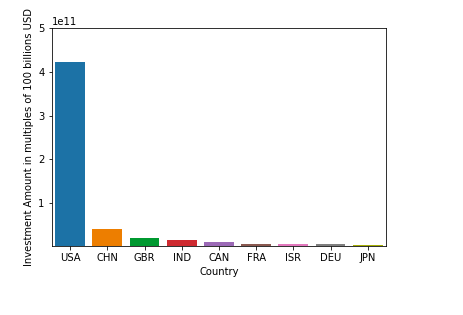 1e11
5
4
3
2
1
Investment Amount in multiples of 100 billions USD
USA CHN GBR IND CAN FRA ISR DEU JPN
Country